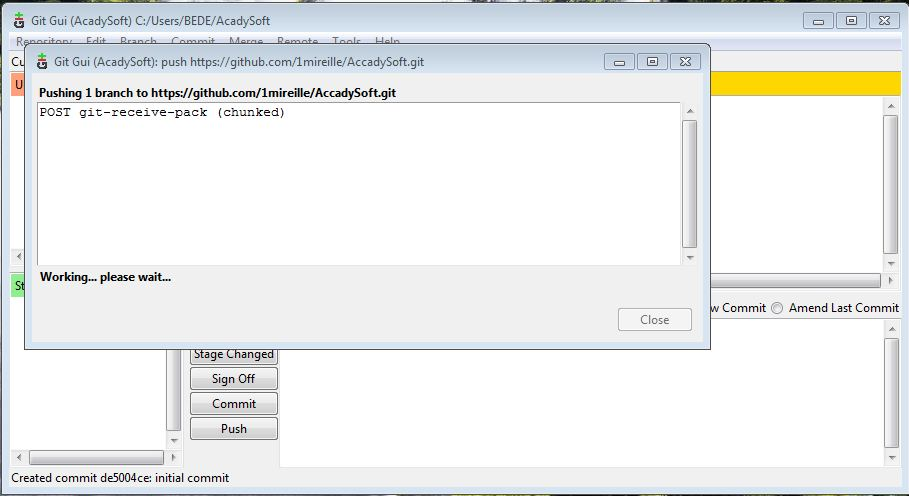 Git Gui (AcadySoft) C:/Users/BEDE/AcadySoft
Repository Edit Branch Commit Merge Remote Tools Help
Cu
Git Gui (AcadySoft): push https://github.com/1mireille/AccadySoft.git
U
Pushing 1 branch to https://github.com/1mireille/AccadySoft.git
POST git-receive-pack (chunked)
Working... please wait...
St
Close
w Commit Amend Last Commit
Stage Changed
Sign Off
Commit
Push
Created commit de5004ce: initial commit